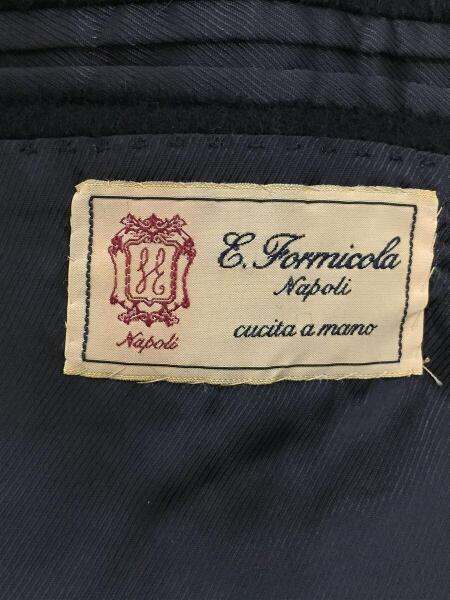 E. Formicola
Napoli
cucita a mano
Napoli